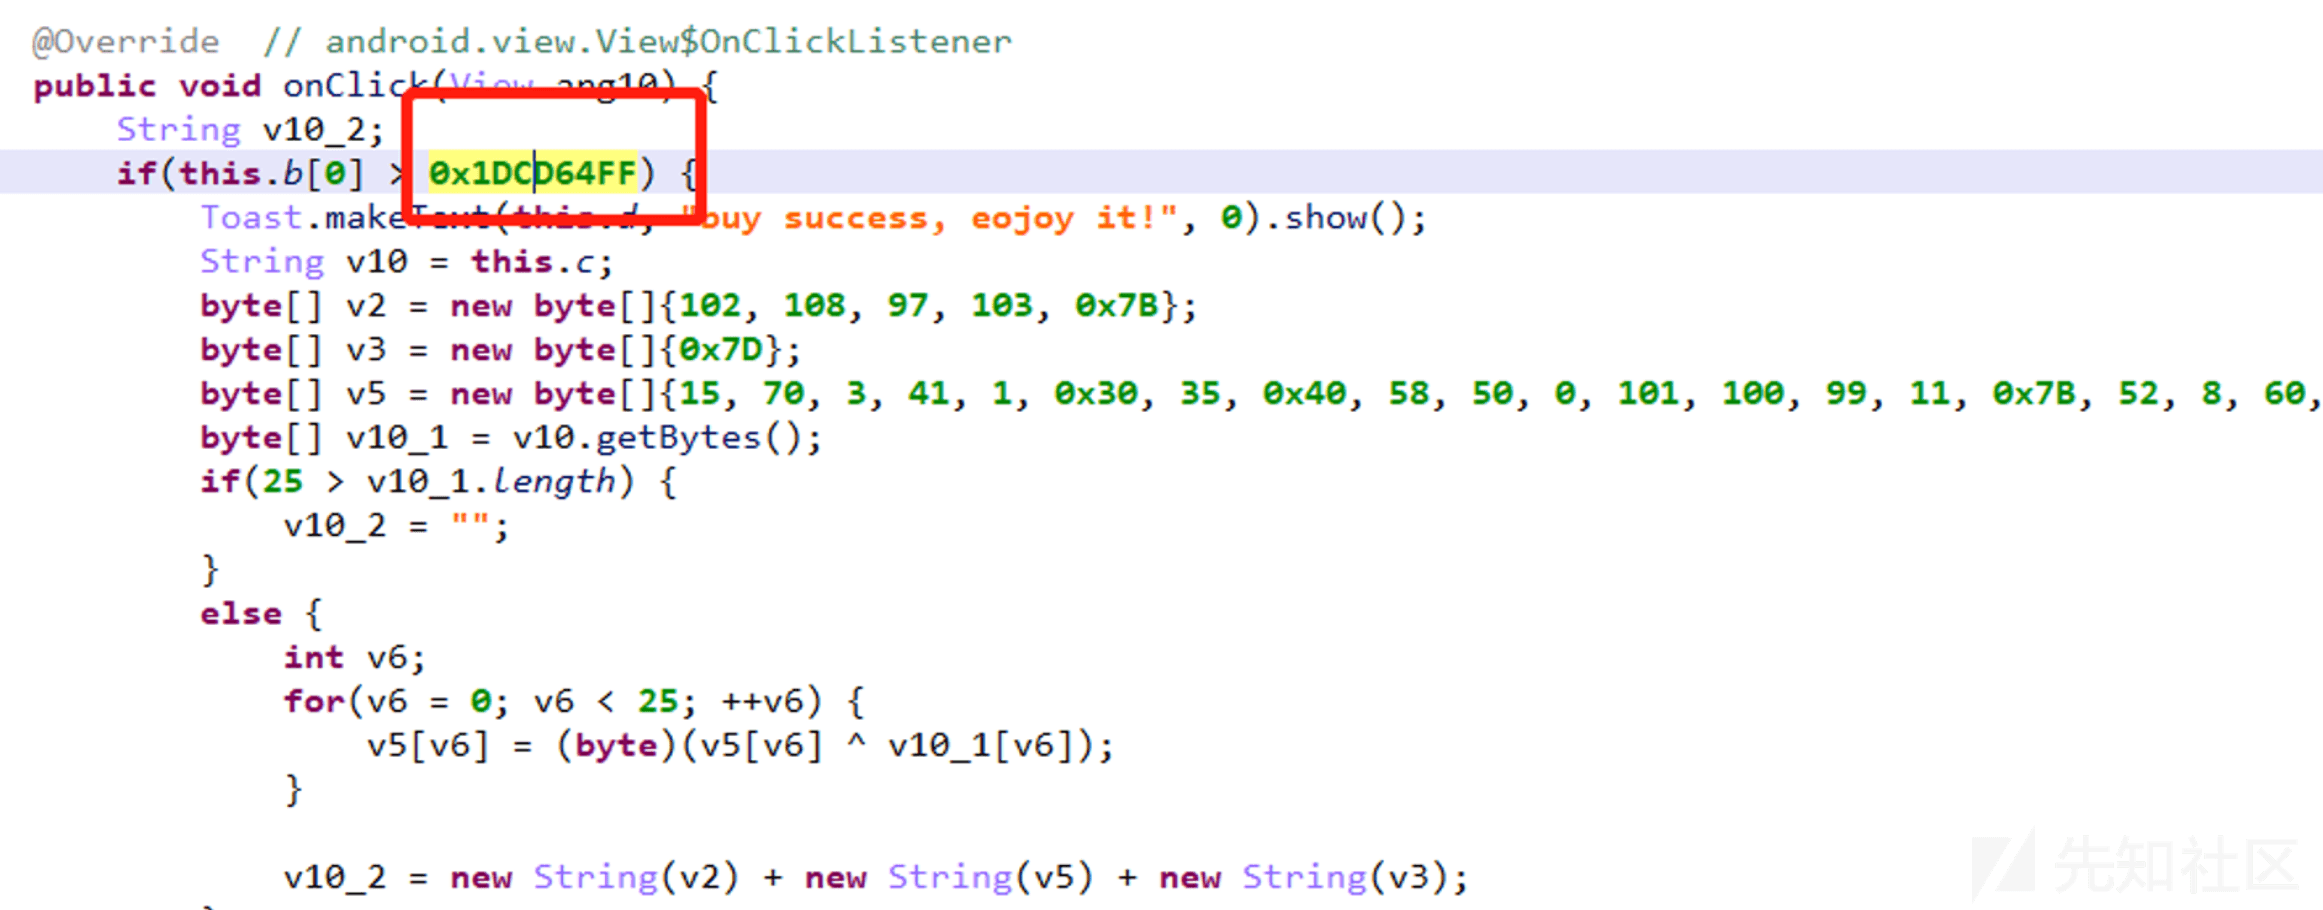 @Override  // android.view.View$OnClickListener
public void onClick(View ang10) {
    String v10_2;
    if(this.b[0] > 0x1DCD64FF) {
        Toast.makeText(this.d, "buy success, eojoy it!", 0).show();
        String v10 = this.c;
        byte[] v2 = new byte[]{102, 108, 97, 103, 0x7B};
        byte[] v3 = new byte[]{0x7D};
        byte[] v5 = new byte[]{15, 70, 3, 41, 1, 0x30, 35, 0x40, 58, 50, 0, 101, 100, 99, 11, 0x7B, 52, 8, 60,
        byte[] v10_1 = v10.getBytes();
        if(25 > v10_1.length) {
            v10_2 = "";
        }
        else {
            int v6;
            for(v6 = 0; v6 < 25; ++v6) {
                v5[v6] = (byte)(v5[v6] ^ v10_1[v6]);
            }
            v10_2 = new String(v2) + new String(v5) + new String(v3);
先知社区